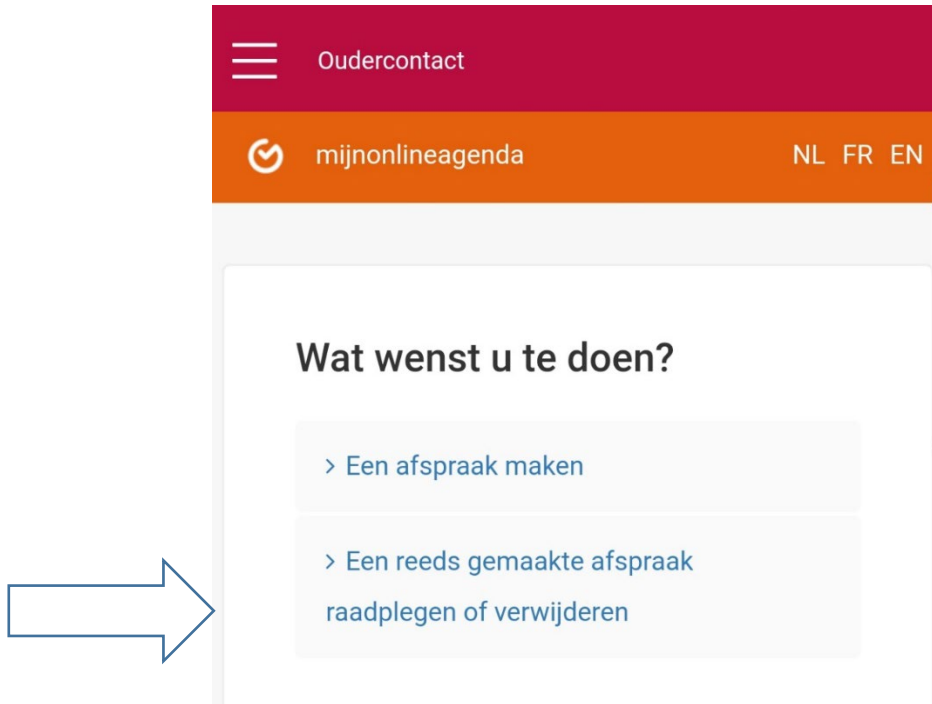 Oudercontact
mijnonlineagenda NL FR EN
Wat wenst u te doen?
> Een afspraak maken
> Een reeds gemaakte afspraak
raadplegen of verwijderen